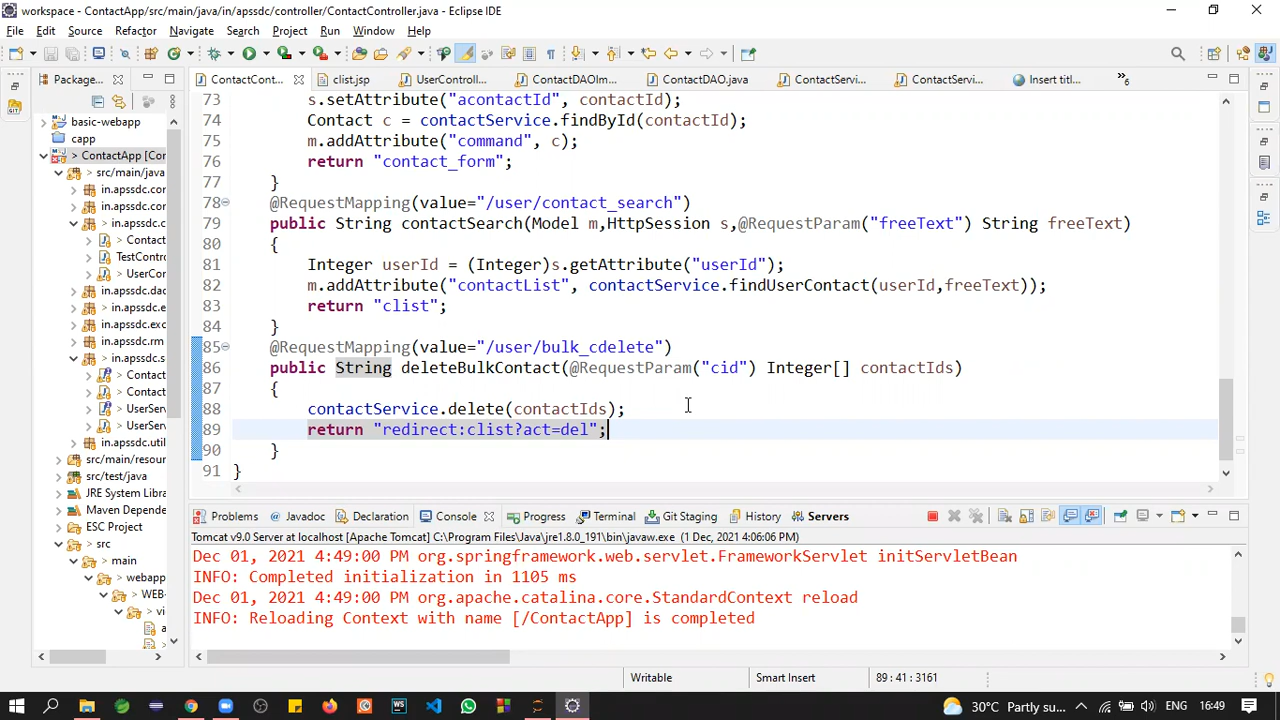 workspace - ContactApp/src/main/java/in/apssdc/controller/ContactController.java - Eclipse IDE
File Edit Source Refactor Navigate Search Project Run Window Help
Package...
ContactCont...
clist.jsp
UserControll...
ContactDAOIm...
ContactDAO.java
ContactServi...
ContactServi...
Insert titl...
»6
basic-webapp
capp
> ContactApp [Cor
> src/main/java
in.apssdc.cor
in.apssdc.cor
> in.apssdc.c
> Contact
TestContro
> UserCor
in.apssdc.dac
> in.apssdc.e
in.apssdc.exc
in.apssdc.rm
> in.apssdc.s
> Contact
> Contact
> UserSer
> UserSer
in.apssdc.util
src/main/resour
src/test/java
JRE System Libra
Maven Depende
ESC Project
> src
> main
> webapp
> WEB-
> vi
73 s.setAttribute("acontactId", contactId);
74 Contact c = contactService.findById(contactId);
75 m.addAttribute("command", c);
76 return "contact_form";
77 }
78 @RequestMapping(value="/user/contact_search")
79 public String contactSearch(Model m,HttpSession s,@RequestParam("freeText") String freeText)
80 {
81 Integer userId = (Integer)s.getAttribute("userId");
82 m.addAttribute("contactList", contactService.findUserContact(userId,freeText));
83 return "clist";
84 }
85 @RequestMapping(value="/user/bulk_cdelete")
86 public String deleteBulkContact(@RequestParam("cid") Integer[] contactIds)
87 {
88 contactService.delete(contactIds);
89 return "redirect:clist?act=del";
90 }
91 }
Problems @ Javadoc Declaration Console Progress Terminal Git Staging History Servers
Tomcat v9.0 Server at localhost [Apache Tomcat] C:\Program Files\Java\jre1.8.0_191\bin\javaw.exe (1 Dec, 2021 4:06:06 PM)
Dec 01, 2021 4:49:00 PM org.springframework.web.servlet.FrameworkServlet initServletBean
INFO: Completed initialization in 1105 ms
Dec 01, 2021 4:49:00 PM org.apache.catalina.core.StandardContext reload
INFO: Reloading Context with name [/ContactApp] is completed
Writable Smart Insert 89 : 41 : 3161
30°C Partly su... ENG 16:49